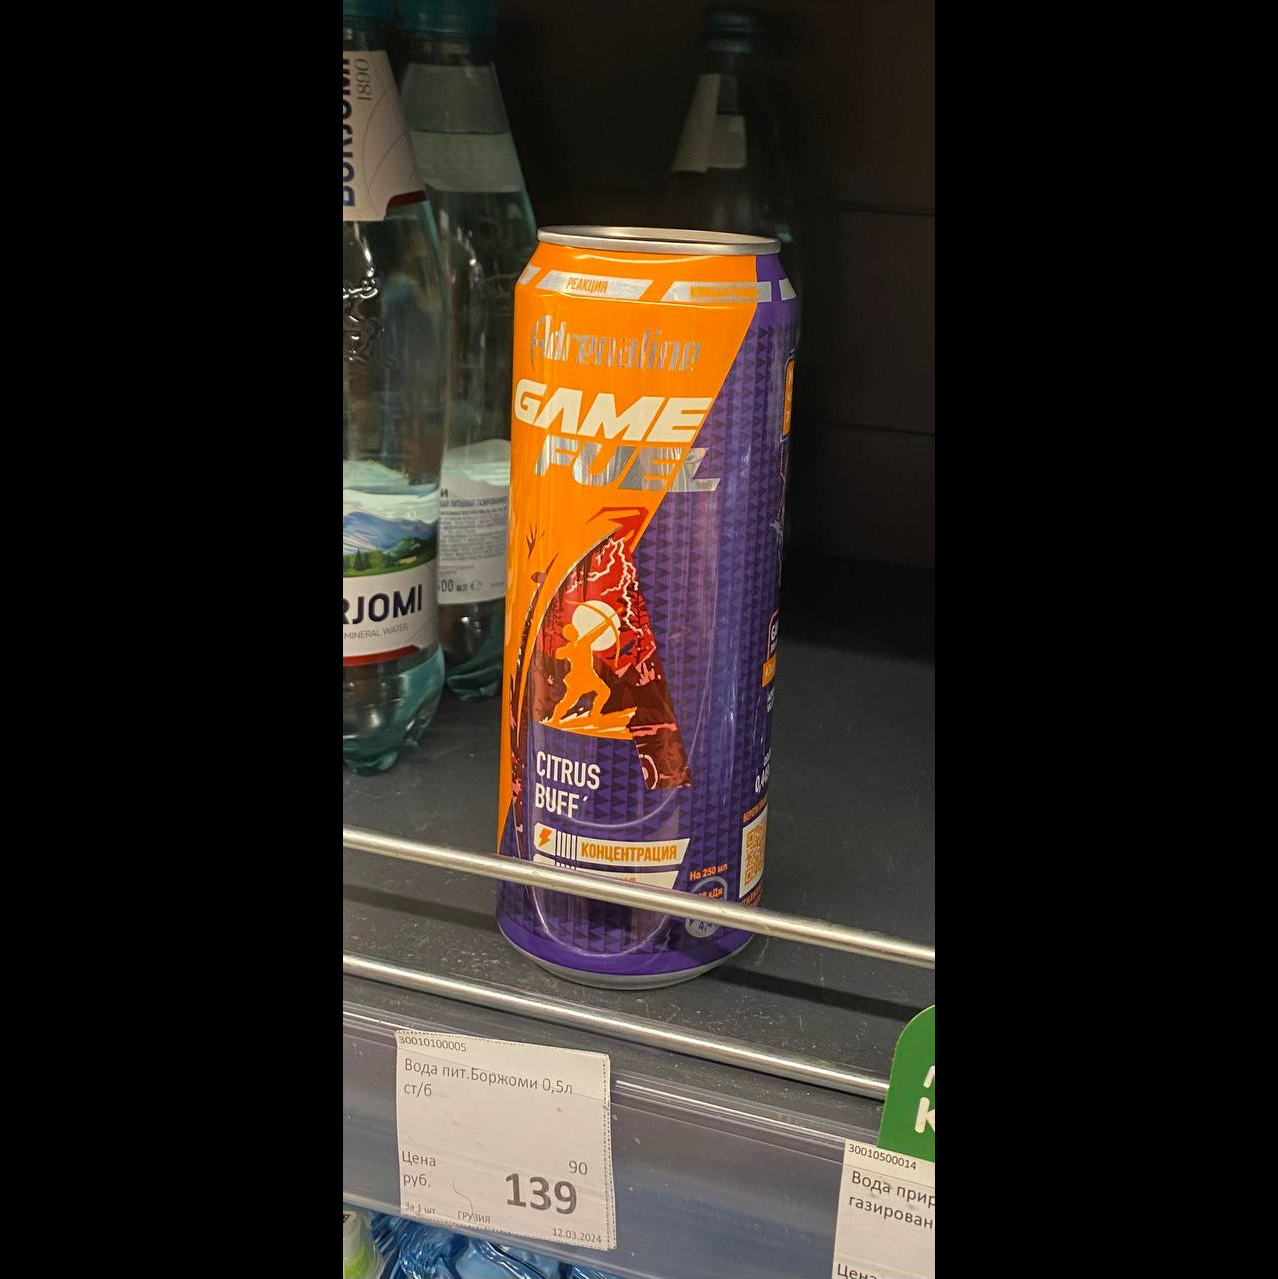 1890
BORJOMI
РЕАКЦИЯ
Adrenaline
GAME
FUEL
RJOMI
MINERAL WATER
CITRUS
BUFF
КОНЦЕНТРАЦИЯ
На 250 мл
кДж
30010100005
Вода пит.Боржоми 0,5л
ст/б
Цена
руб.
139
90
За 1 шт
ГРУЗИЯ
12.03.2024
30010500014
Вода прир
газирован
Цена